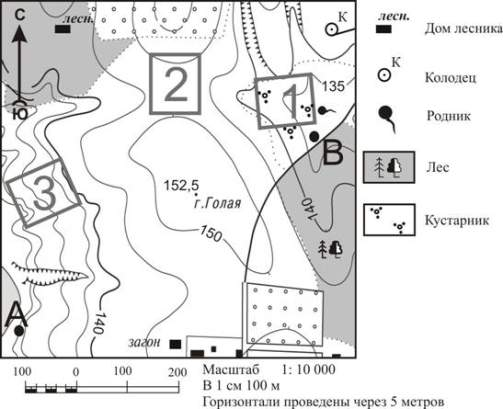 лесн.
С
Ю
К
135
2
1
В
3
152,5
г.Голая
150
140
140
А
загон
лесн.
Дом лесника
К
Колодец
Родник
Лес
Кустарник
100 0 100 200
Масштаб 1: 10 000
В 1 см 100 м
Горизонтали проведены через 5 метров